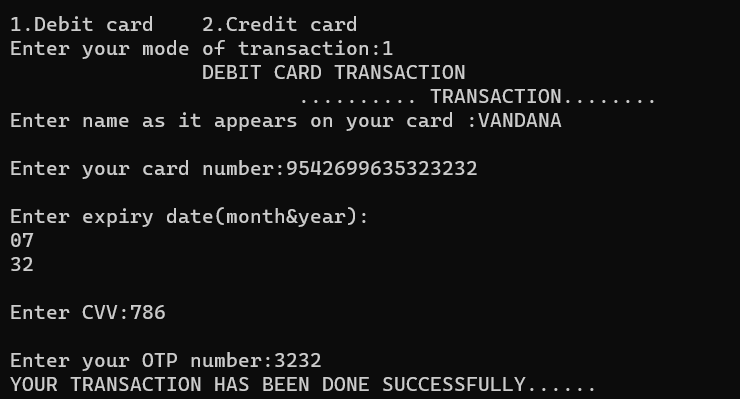 1.Debit card    2.Credit card
Enter your mode of transaction:1
DEBIT CARD TRANSACTION
.......... TRANSACTION........
Enter name as it appears on your card :VANDANA
Enter your card number:9542699635323232
Enter expiry date(month&year):
07
32
Enter CVV:786
Enter your OTP number:3232
YOUR TRANSACTION HAS BEEN DONE SUCCESSFULLY......